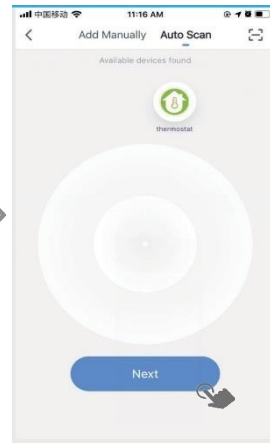 中国移动 11:16 AM
Add Manually Auto Scan
Available devices found
thermostat
Next